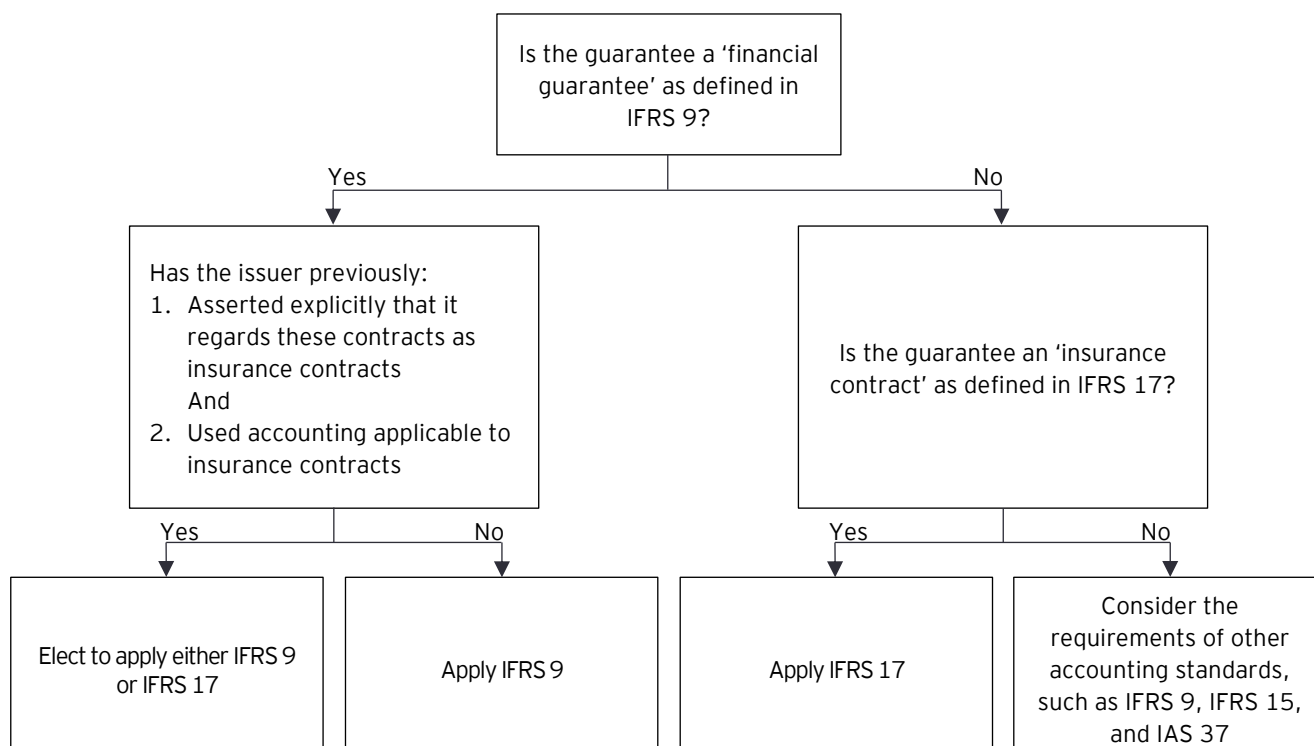 Is the guarantee a ‘financial
guarantee’ as defined in
IFRS 9?
Yes
No
Has the issuer previously:
1. Asserted explicitly that it
regards these contracts as
insurance contracts
And
2. Used accounting applicable to
insurance contracts
Is the guarantee an ‘insurance
contract’ as defined in IFRS 17?
Yes
No
Yes
No
Elect to apply either IFRS 9
or IFRS 17
Apply IFRS 9
Apply IFRS 17
Consider the
requirements of other
accounting standards,
such as IFRS 9, IFRS 15,
and IAS 37